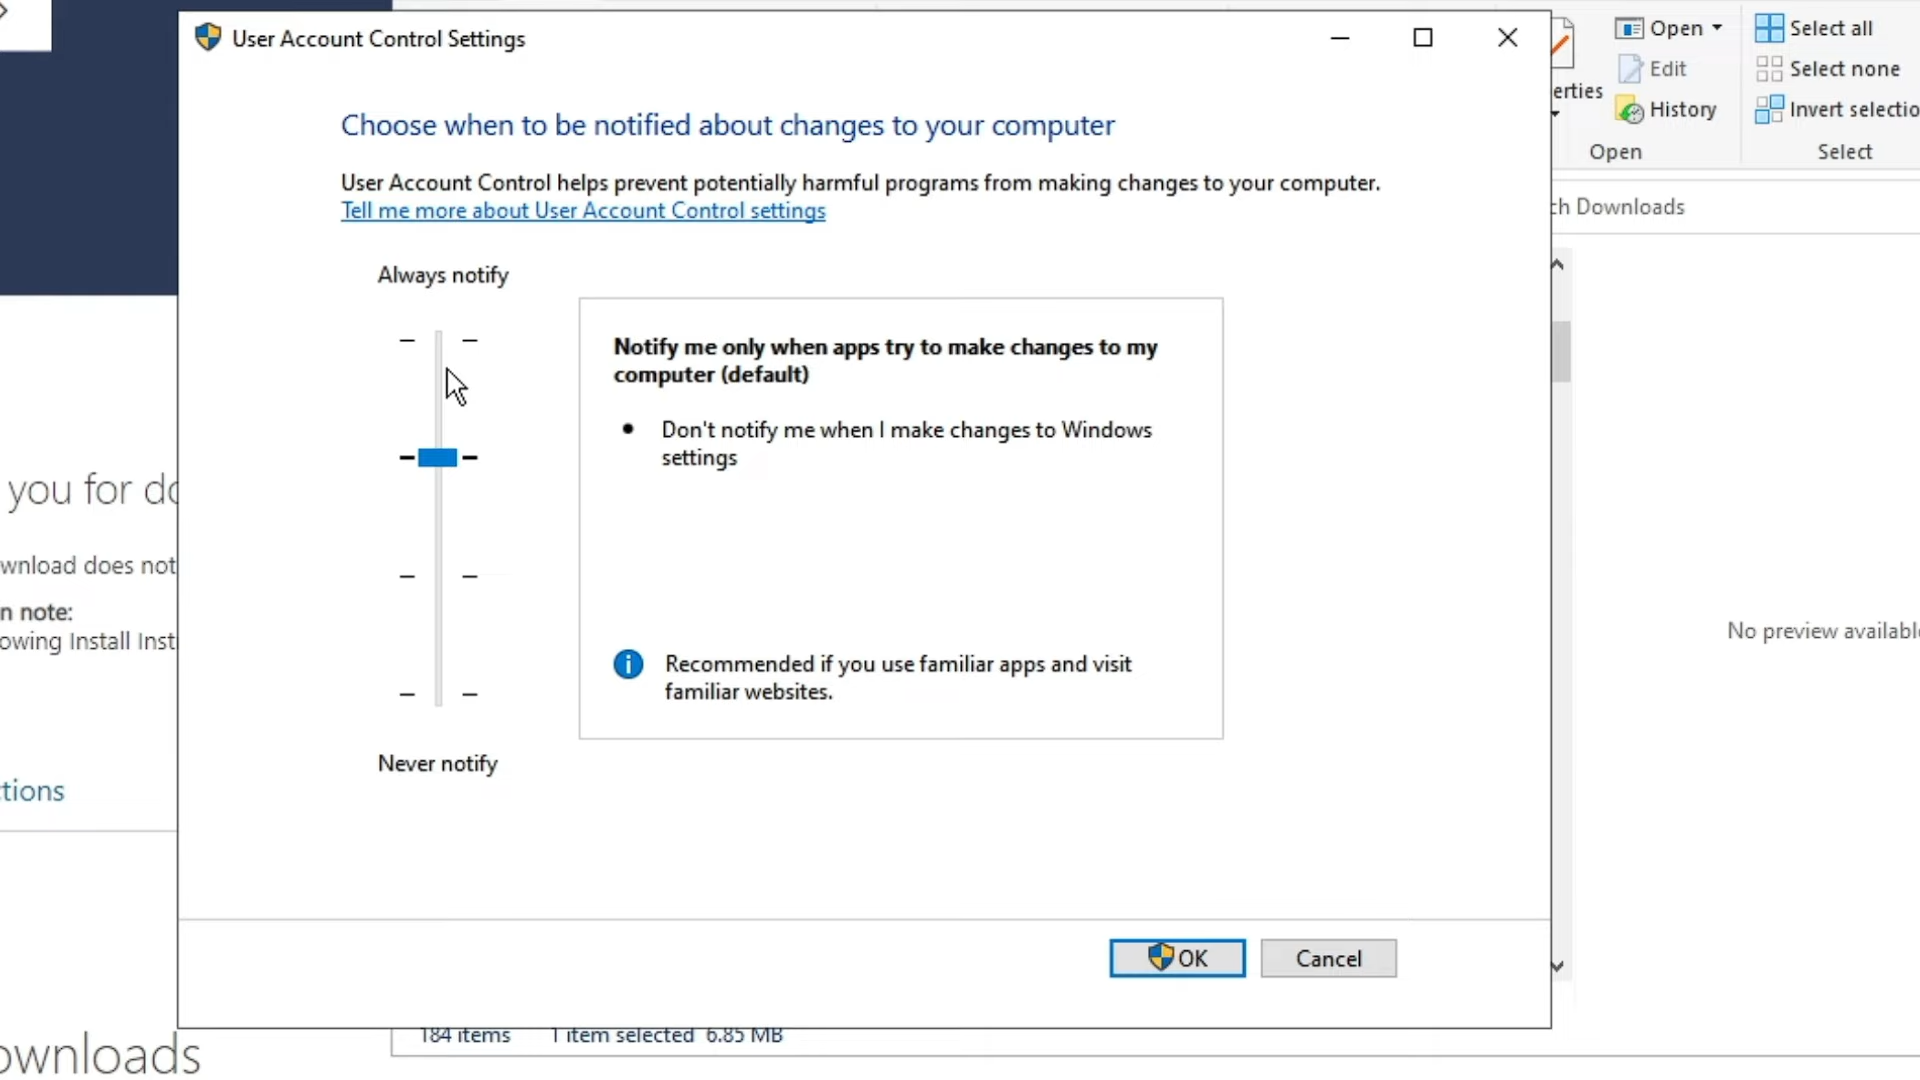 User Account Control Settings
Choose when to be notified about changes to your computer
User Account Control helps prevent potentially harmful programs from making changes to your computer.
Tell me more about User Account Control settings
Always notify
Notify me only when apps try to make changes to my
computer (default)
• Don't notify me when I make changes to Windows
settings
Recommended if you use familiar apps and visit
familiar websites.
Never notify
OK
Cancel
Open
Select all
Edit
Select none
erties
History
Invert selectio
Open
Select
ch Downloads
No preview available
you for do
wnload does not
n note:
owing Install Inst
ctions
ownloads
184 items
1 item selected 6.85 MB